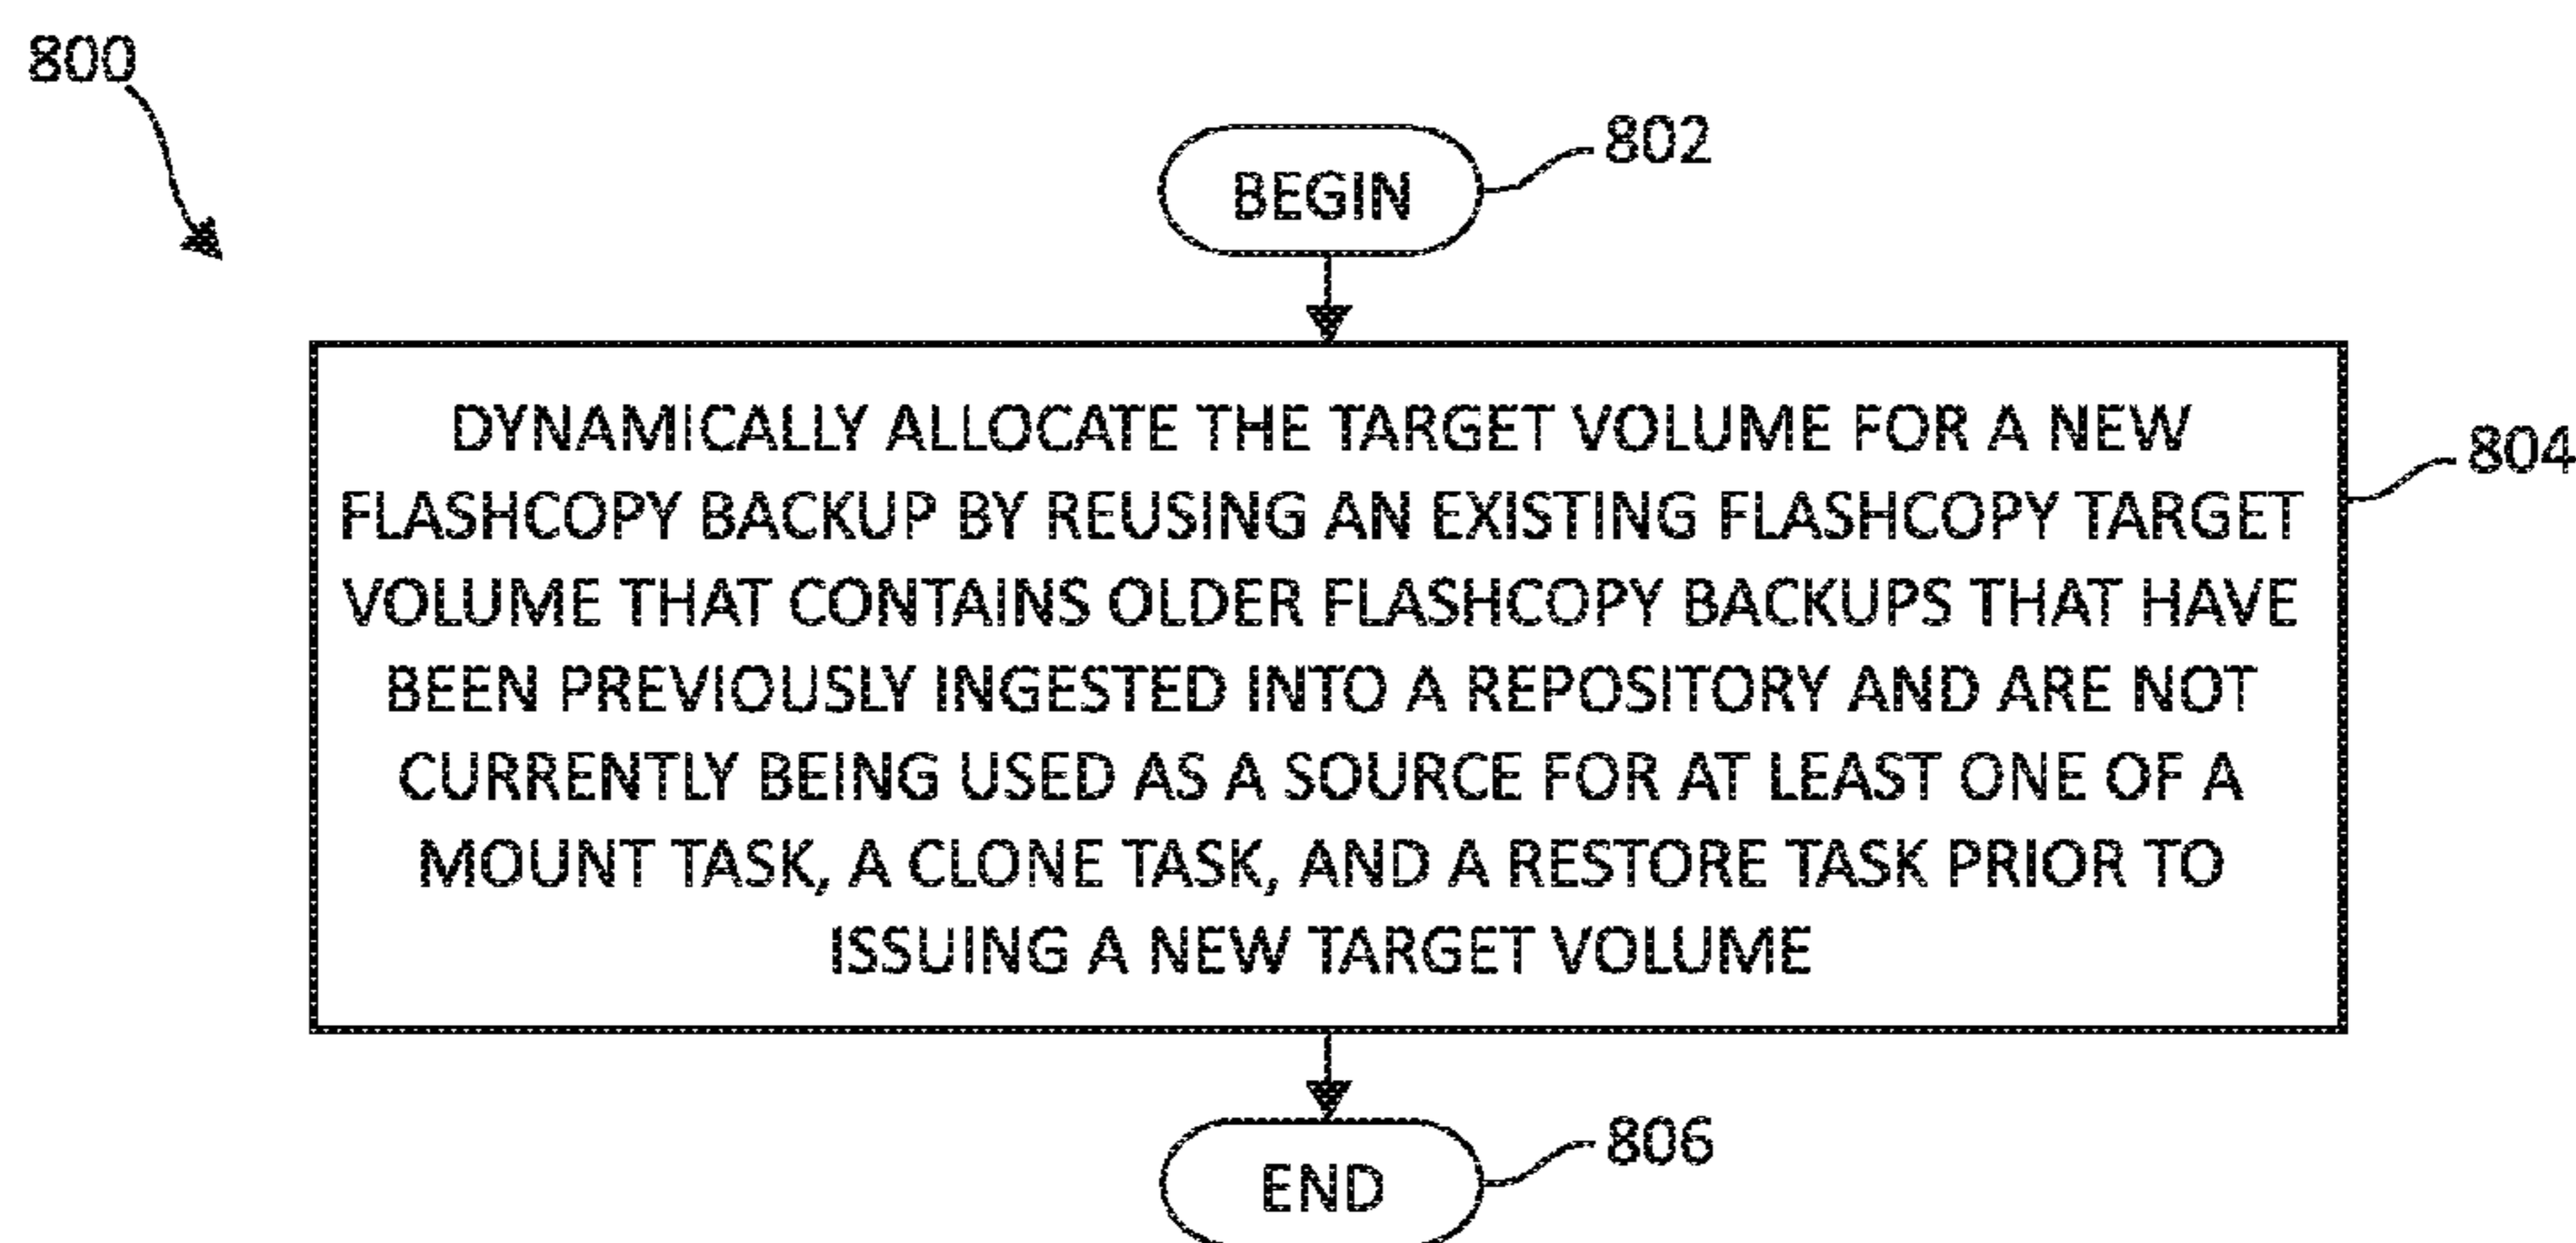 800
802
BEGIN
DYNAMICALLY ALLOCATE THE TARGET VOLUME FOR A NEW
804
FLASHCOPY BACKUP BY REUSING AN EXISTING FLASHCOPY TARGET
VOLUME THAT CONTAINS OLDER FLASHCOPY BACKUPS THAT HAVE
BEEN PREVIOUSLY INGESTED INTO A REPOSITORY AND ARE NOT
CURRENTLY BEING USED AS A SOURCE FOR AT LEAST ONE OF A
MOUNT TASK, A CLONE TASK, AND A RESTORE TASK PRIOR TO
ISSUING A NEW TARGET VOLUME
806
END